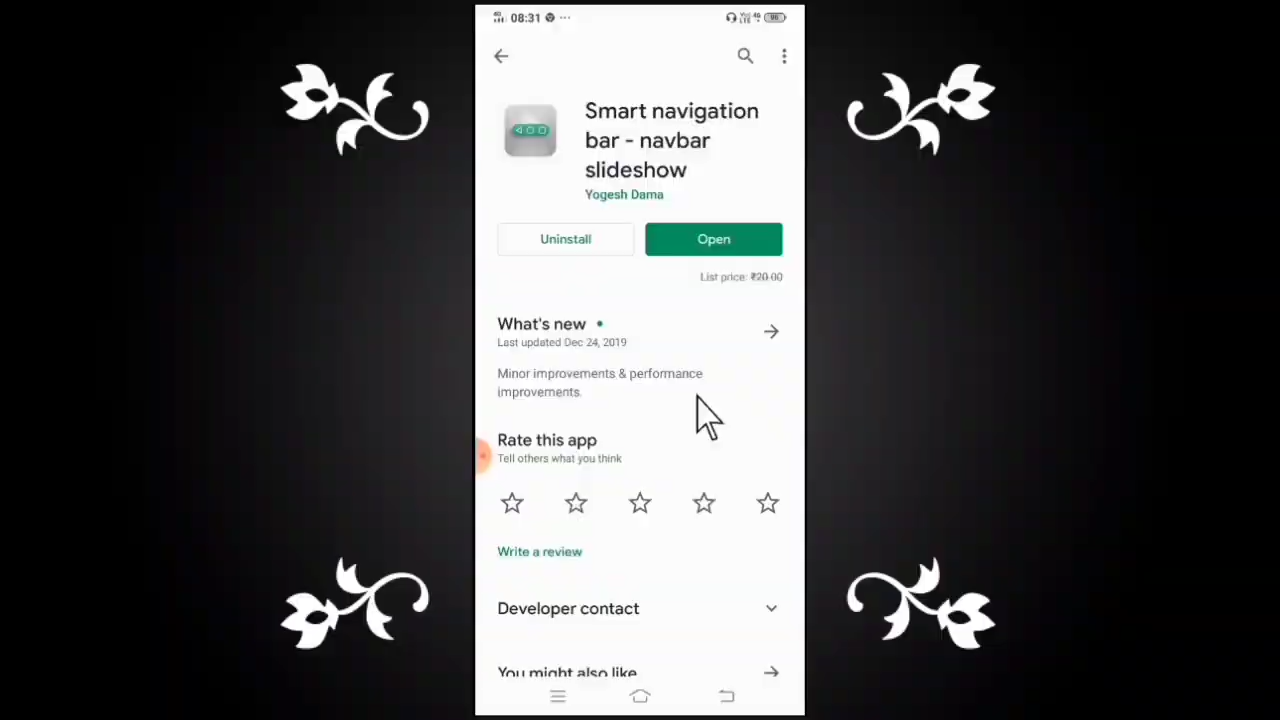 08:31
96
Smart navigation
bar - navbar
slideshow
Yogesh Dama
Uninstall
Open
List price: ₹20.00
What's new
Last updated Dec 24, 2019
Minor improvements & performance
improvements.
Rate this app
Tell others what you think
Write a review
Developer contact
You might also like